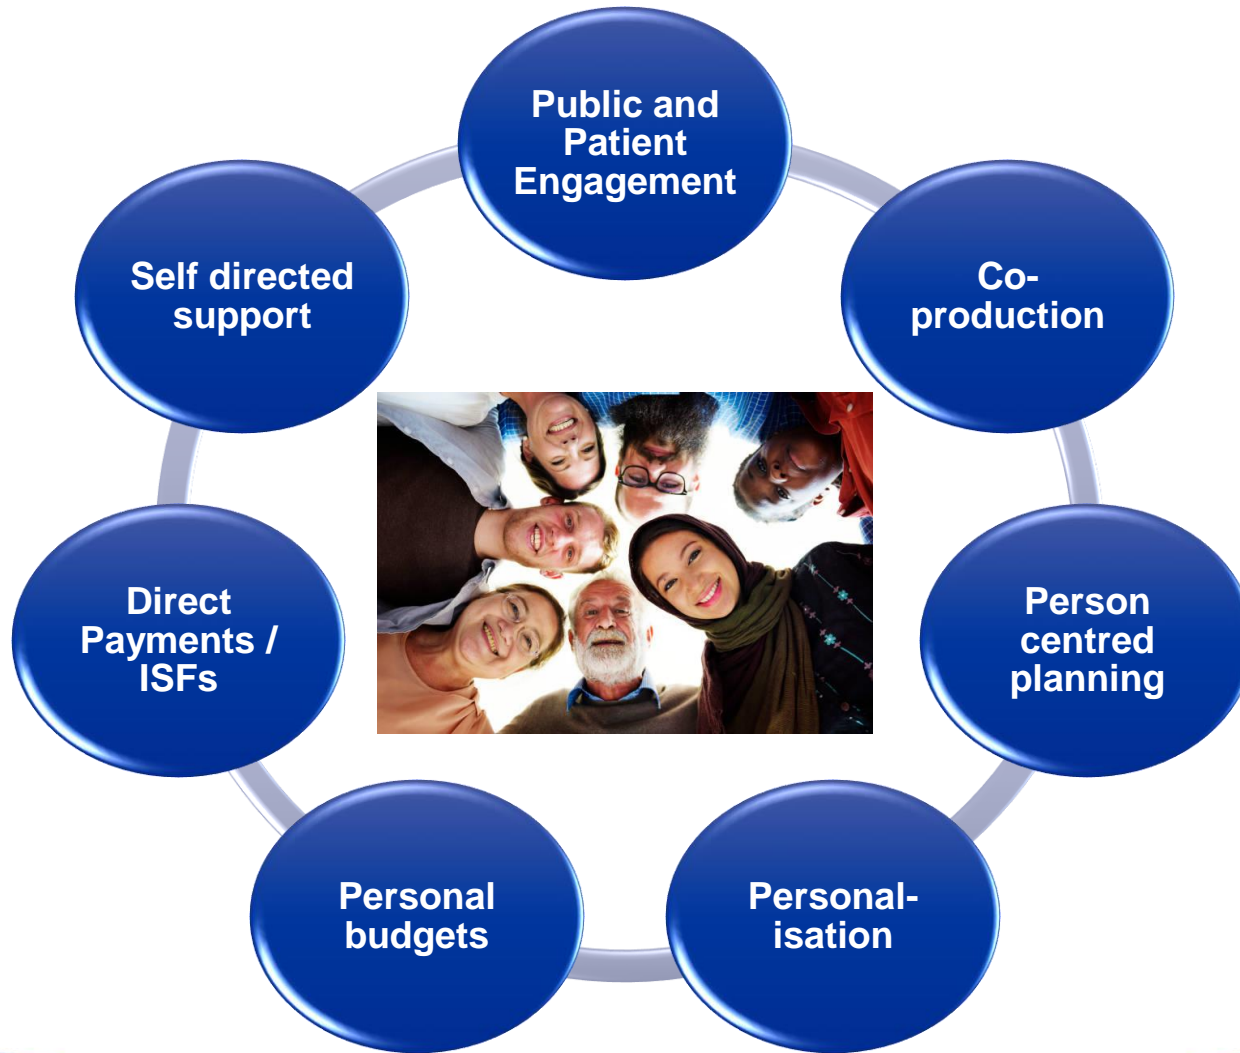 Public and
Patient
Engagement
Co-
production
Person
centred
planning
Personal-
isation
Personal
budgets
Direct
Payments /
ISFs
Self directed
support